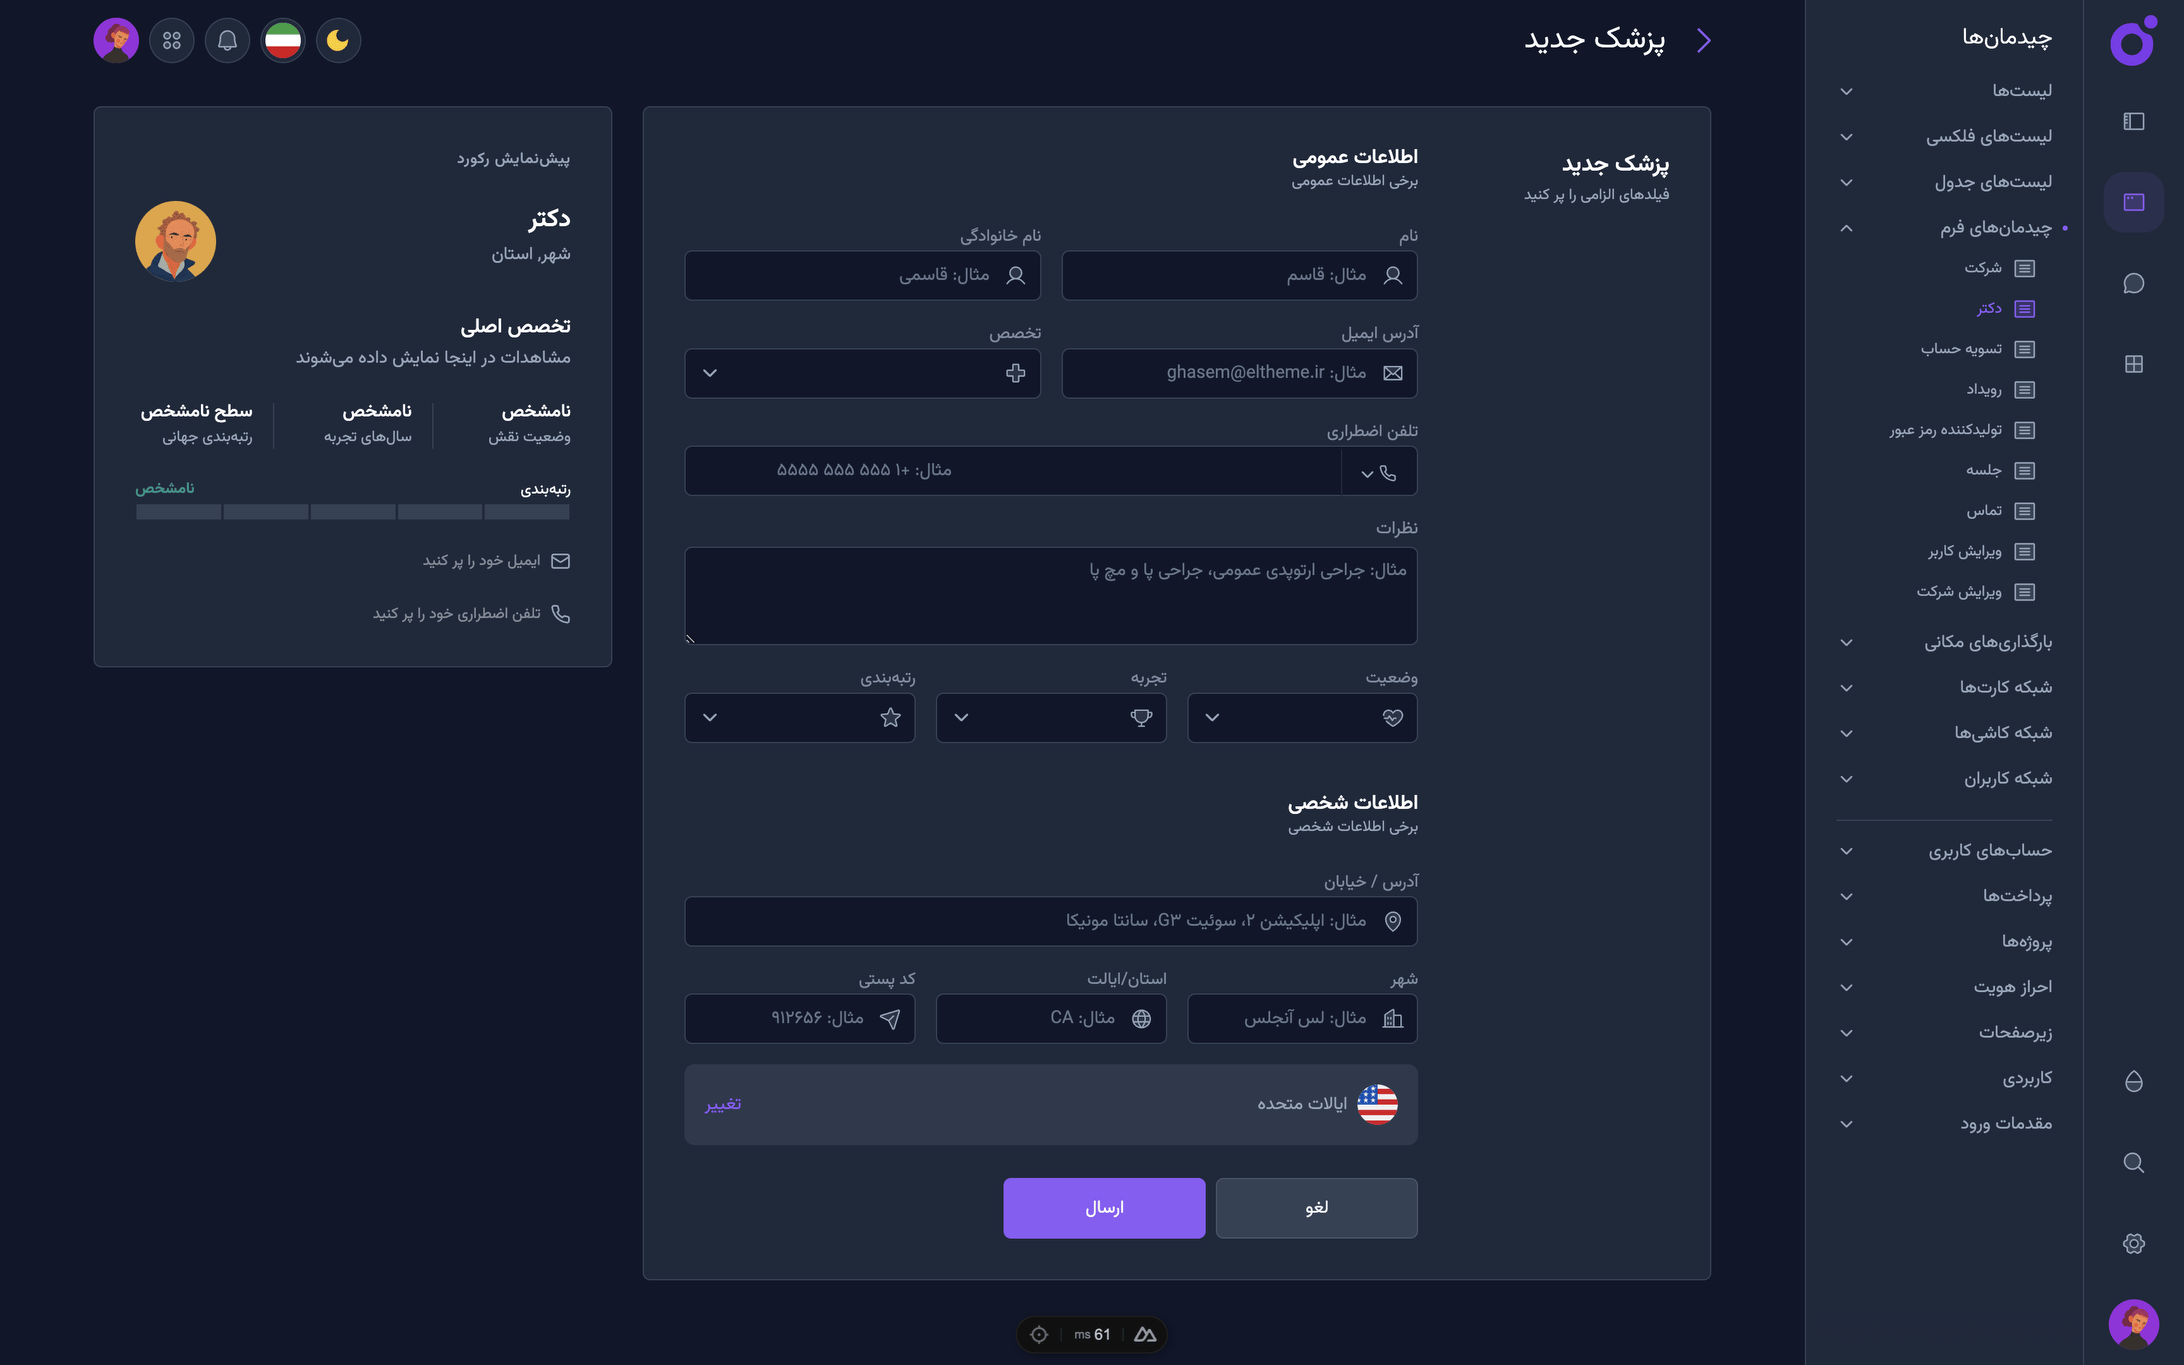 چیدمان‌ها
لیست‌ها
لیست‌های فلکسی
لیست‌های جدول
چیدمان‌های فرم
شرکت
دکتر
تسویه حساب
رویداد
تولیدکننده رمز عبور
جلسه
تماس
ویرایش کاربر
ویرایش شرکت
بارگذاری‌های مکانی
شبکه کارت‌ها
شبکه کاشی‌ها
شبکه کاربران
حساب‌های کاربری
پرداخت‌ها
پروژه‌ها
احراز هویت
زیرصفحات
کاربردی
مقدمات ورود
پزشک جدید
پزشک جدید
فیلدهای الزامی را پر کنید
اطلاعات عمومی
برخی اطلاعات عمومی
نام
نام خانوادگی
مثال: قاسم
مثال: قاسمی
آدرس ایمیل
تخصص
مثال: ghasem@eltheme.ir
تلفن اضطراری
مثال: +۱ ۵۵۵ ۵۵۵ ۵۵۵۵
نظرات
مثال: جراحی ارتوپدی عمومی، جراحی پا و مچ پا
وضعیت
تجربه
رتبه‌بندی
اطلاعات شخصی
برخی اطلاعات شخصی
آدرس / خیابان
مثال: اپلیکیشن ۲، سوئیت G۳، سانتا مونیکا
شهر
استان/ایالت
کد پستی
مثال: لس آنجلس
مثال: CA
مثال: ۹۱۲۶۵۶
ایالات متحده
تغییر
لغو
ارسال
پیش‌نمایش رکورد
دکتر
شهر, استان
تخصص اصلی
مشاهدات در اینجا نمایش داده می‌شوند
نامشخص
وضعیت نقش
نامشخص
سال‌های تجربه
سطح نامشخص
رتبه‌بندی جهانی
رتبه‌بندی
نامشخص
ایمیل خود را پر کنید
تلفن اضطراری خود را پر کنید
61 ms